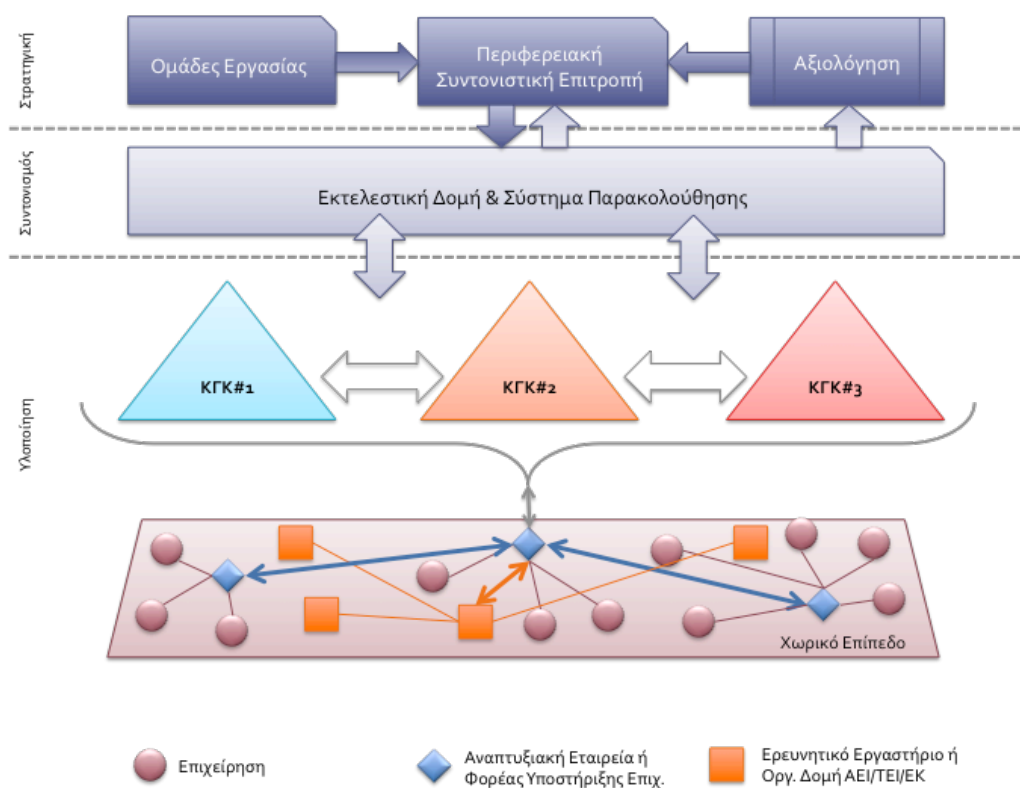 Στρατηγική
Ομάδες Εργασίας
Περιφερειακή
Συντονιστική Επιτροπή
Αξιολόγηση
Συντονισμός
Εκτελεστική Δομή & Σύστημα Παρακολούθησης
Υλοποίηση
ΚΓΚ#1
ΚΓΚ#2
ΚΓΚ#3
Χωρικό Επίπεδο
Επιχείρηση
Αναπτυξιακή Εταιρεία ή
Φορέας Υποστήριξης Επιχ.
Ερευνητικό Εργαστήριο ή
Οργ. Δομή ΑΕΙ/ΤΕΙ/ΕΚ